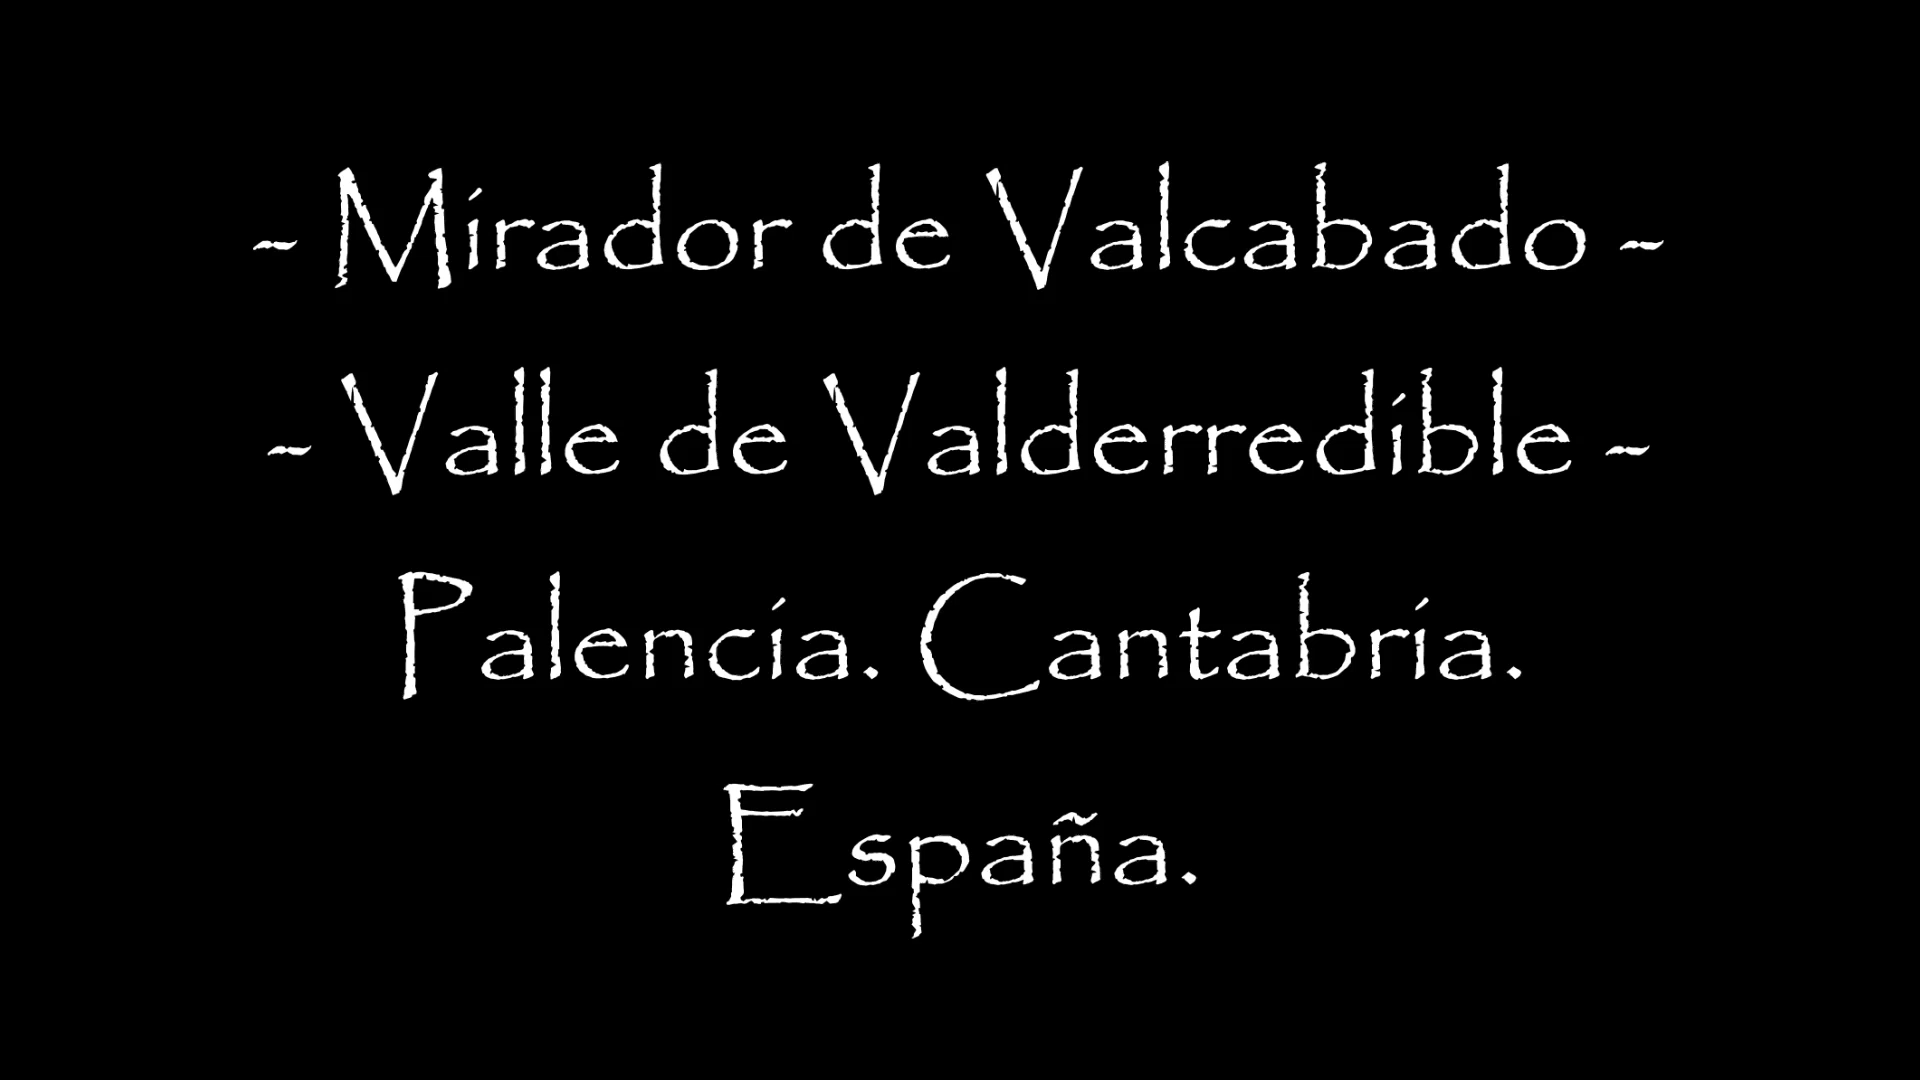 - Mirador de Valcabado -
- Valle de Valderredible -
Palencia. Cantabria.
España.